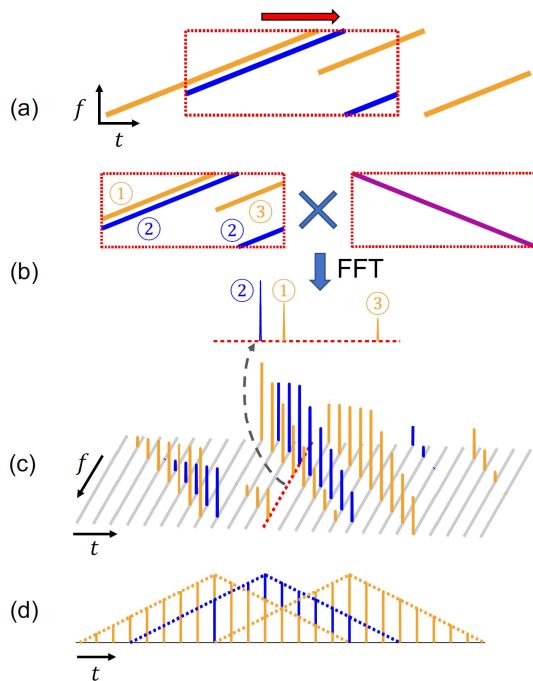 (a)
f
t
① ② ② ③
(b)
FFT
② ① ③
(c)
f
t
(d)
t